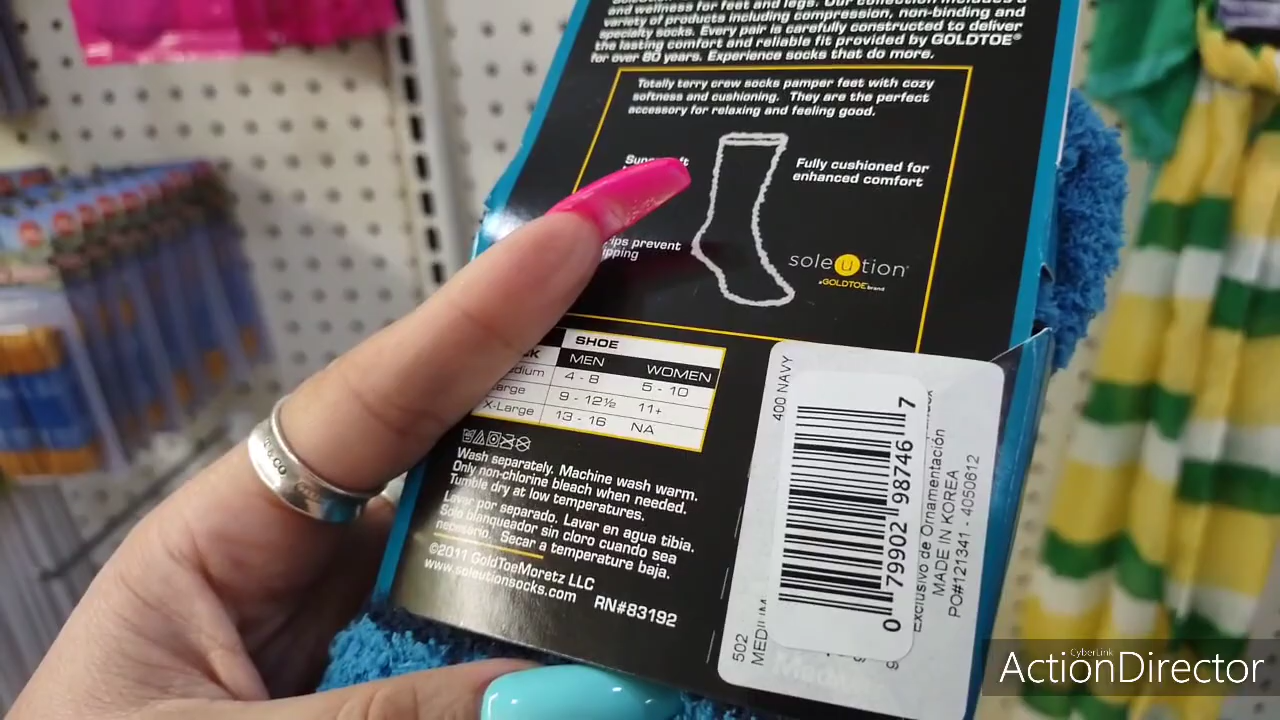 and wellness for feet and legs. Our collection includes a
variety of products including compression, non-binding and
specialty socks. Every pair is carefully constructed to deliver
the lasting comfort and reliable fit provided by GOLDTOE®
for over 80 years. Experience socks that do more.
Totally terry crew socks pamper feet with cozy
softness and cushioning. They are the perfect
accessory for relaxing and feeling good.
Fully cushioned for
enhanced comfort
prevent
soleution
a GOLDTOE brand
SHOE
MEN WOMEN
4 - 8 5 - 10
9 - 12½ 11+
X-Large 13 - 16 NA
Wash separately. Machine wash warm.
Only non-chlorine bleach when needed.
Tumble dry at low temperatures.
Lavar por separado. Lavar en agua tibia.
Solo blanqueador sin cloro cuando sea
necesario. Secar a temperatura baja.
©2011 GoldToeMoretz LLC
www.soleutionsocks.com RN#83192
400 NAVY
502
0 79902 98746 7
Exclusivo de Ornamentación
MADE IN KOREA
PO#121341 - 4050612
CyberLink
ActionDirector